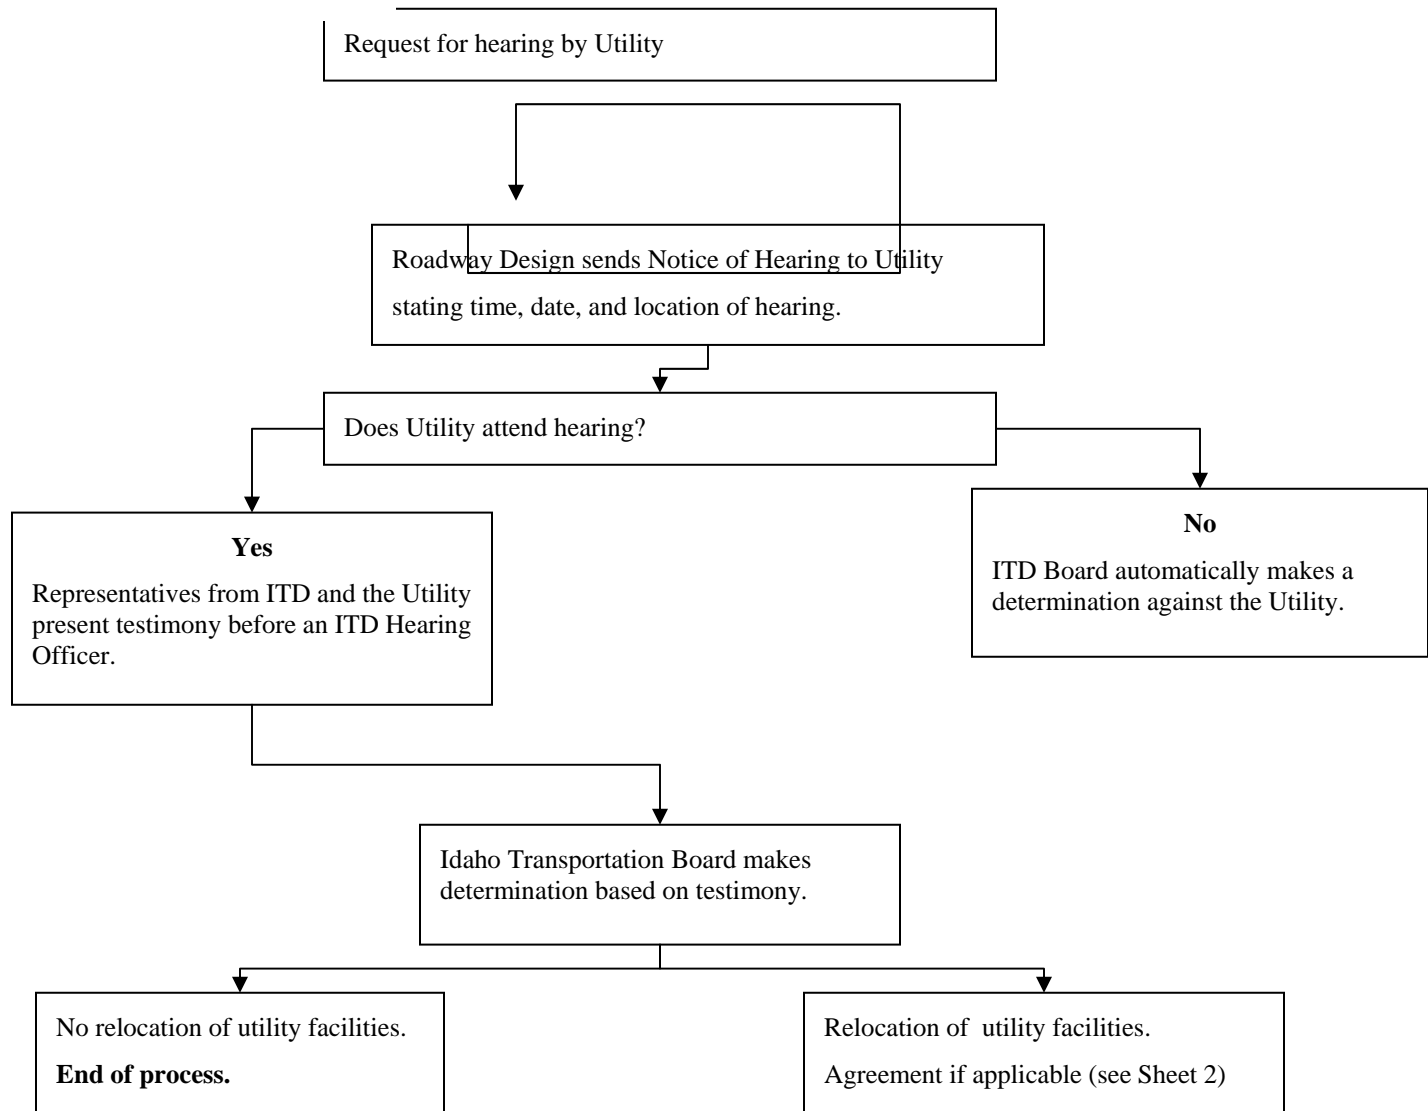 Request for hearing by Utility
Roadway Design sends Notice of Hearing to Utility
stating time, date, and location of hearing.
Does Utility attend hearing?
Yes
Representatives from ITD and the Utility
present testimony before an ITD Hearing
Officer.
No
ITD Board automatically makes a
determination against the Utility.
Idaho Transportation Board makes
determination based on testimony.
No relocation of utility facilities.
End of process.
Relocation of  utility facilities.
Agreement if applicable (see Sheet 2)